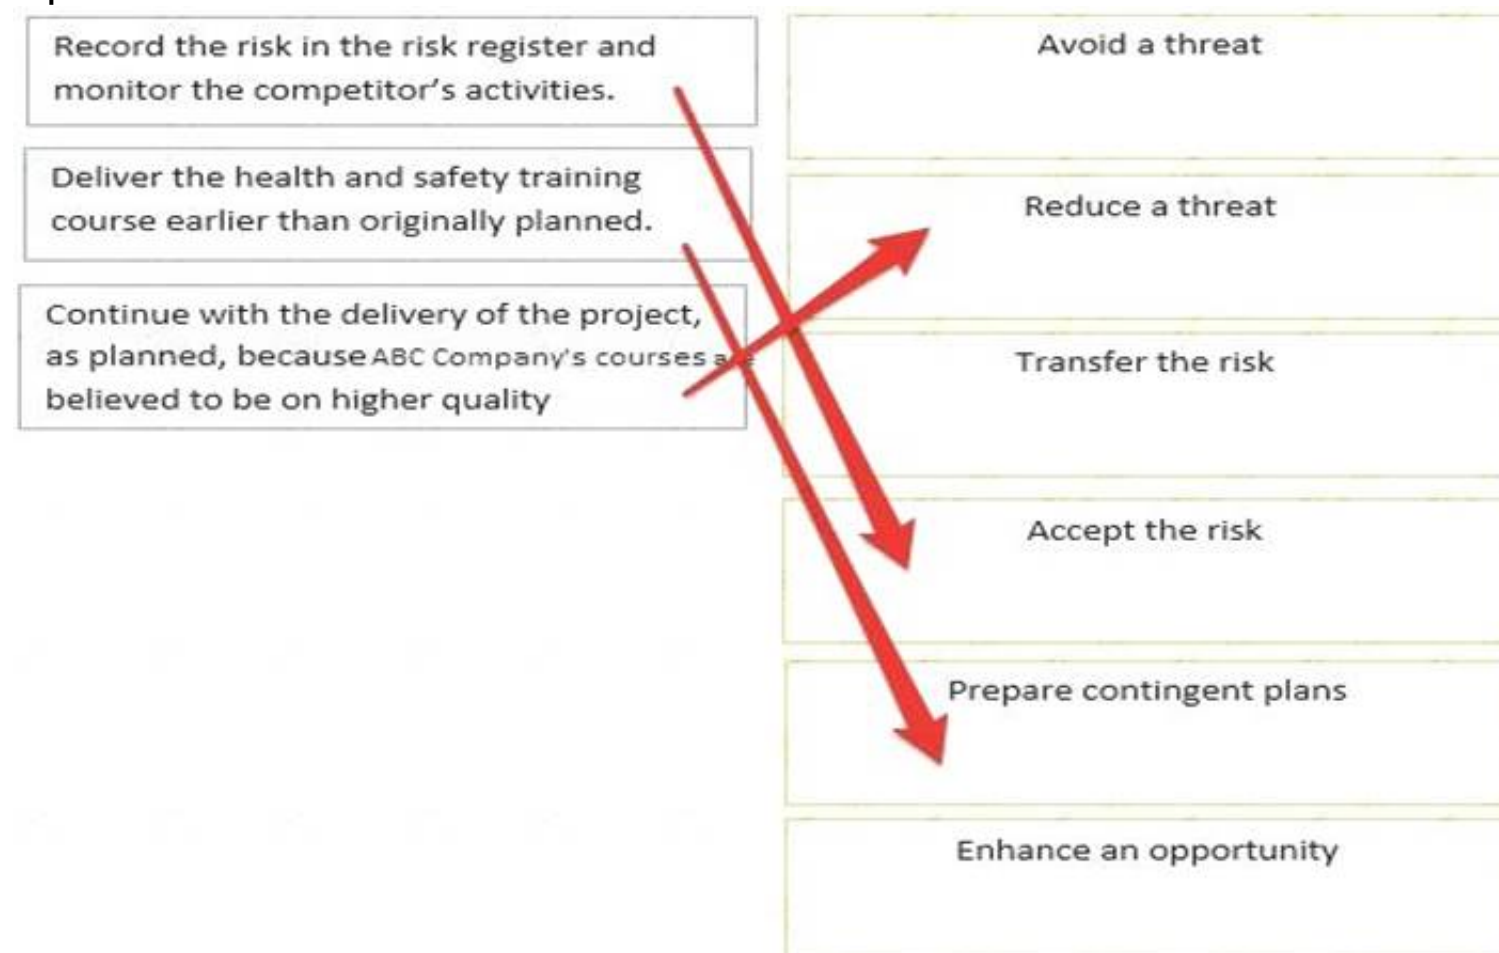 Record the risk in the risk register and
monitor the competitor's activities.
Deliver the health and safety training
course earlier than originally planned.
Continue with the delivery of the project,
as planned, because ABC Company's courses
believed to be on higher quality
Avoid a threat
Reduce a threat
Transfer the risk
Accept the risk
Prepare contingent plans
Enhance an opportunity